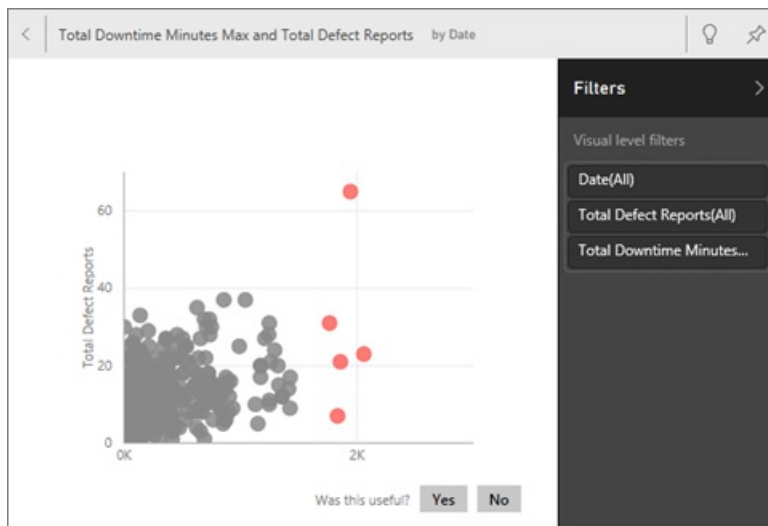 Total Downtime Minutes Max and Total Defect Reports by Date
Filters
Visual level filters
Date(All)
Total Defect Reports(All)
Total Downtime Minutes...
Total Defect Reports
60
40
20
0
0K
2K
Was this useful? Yes No